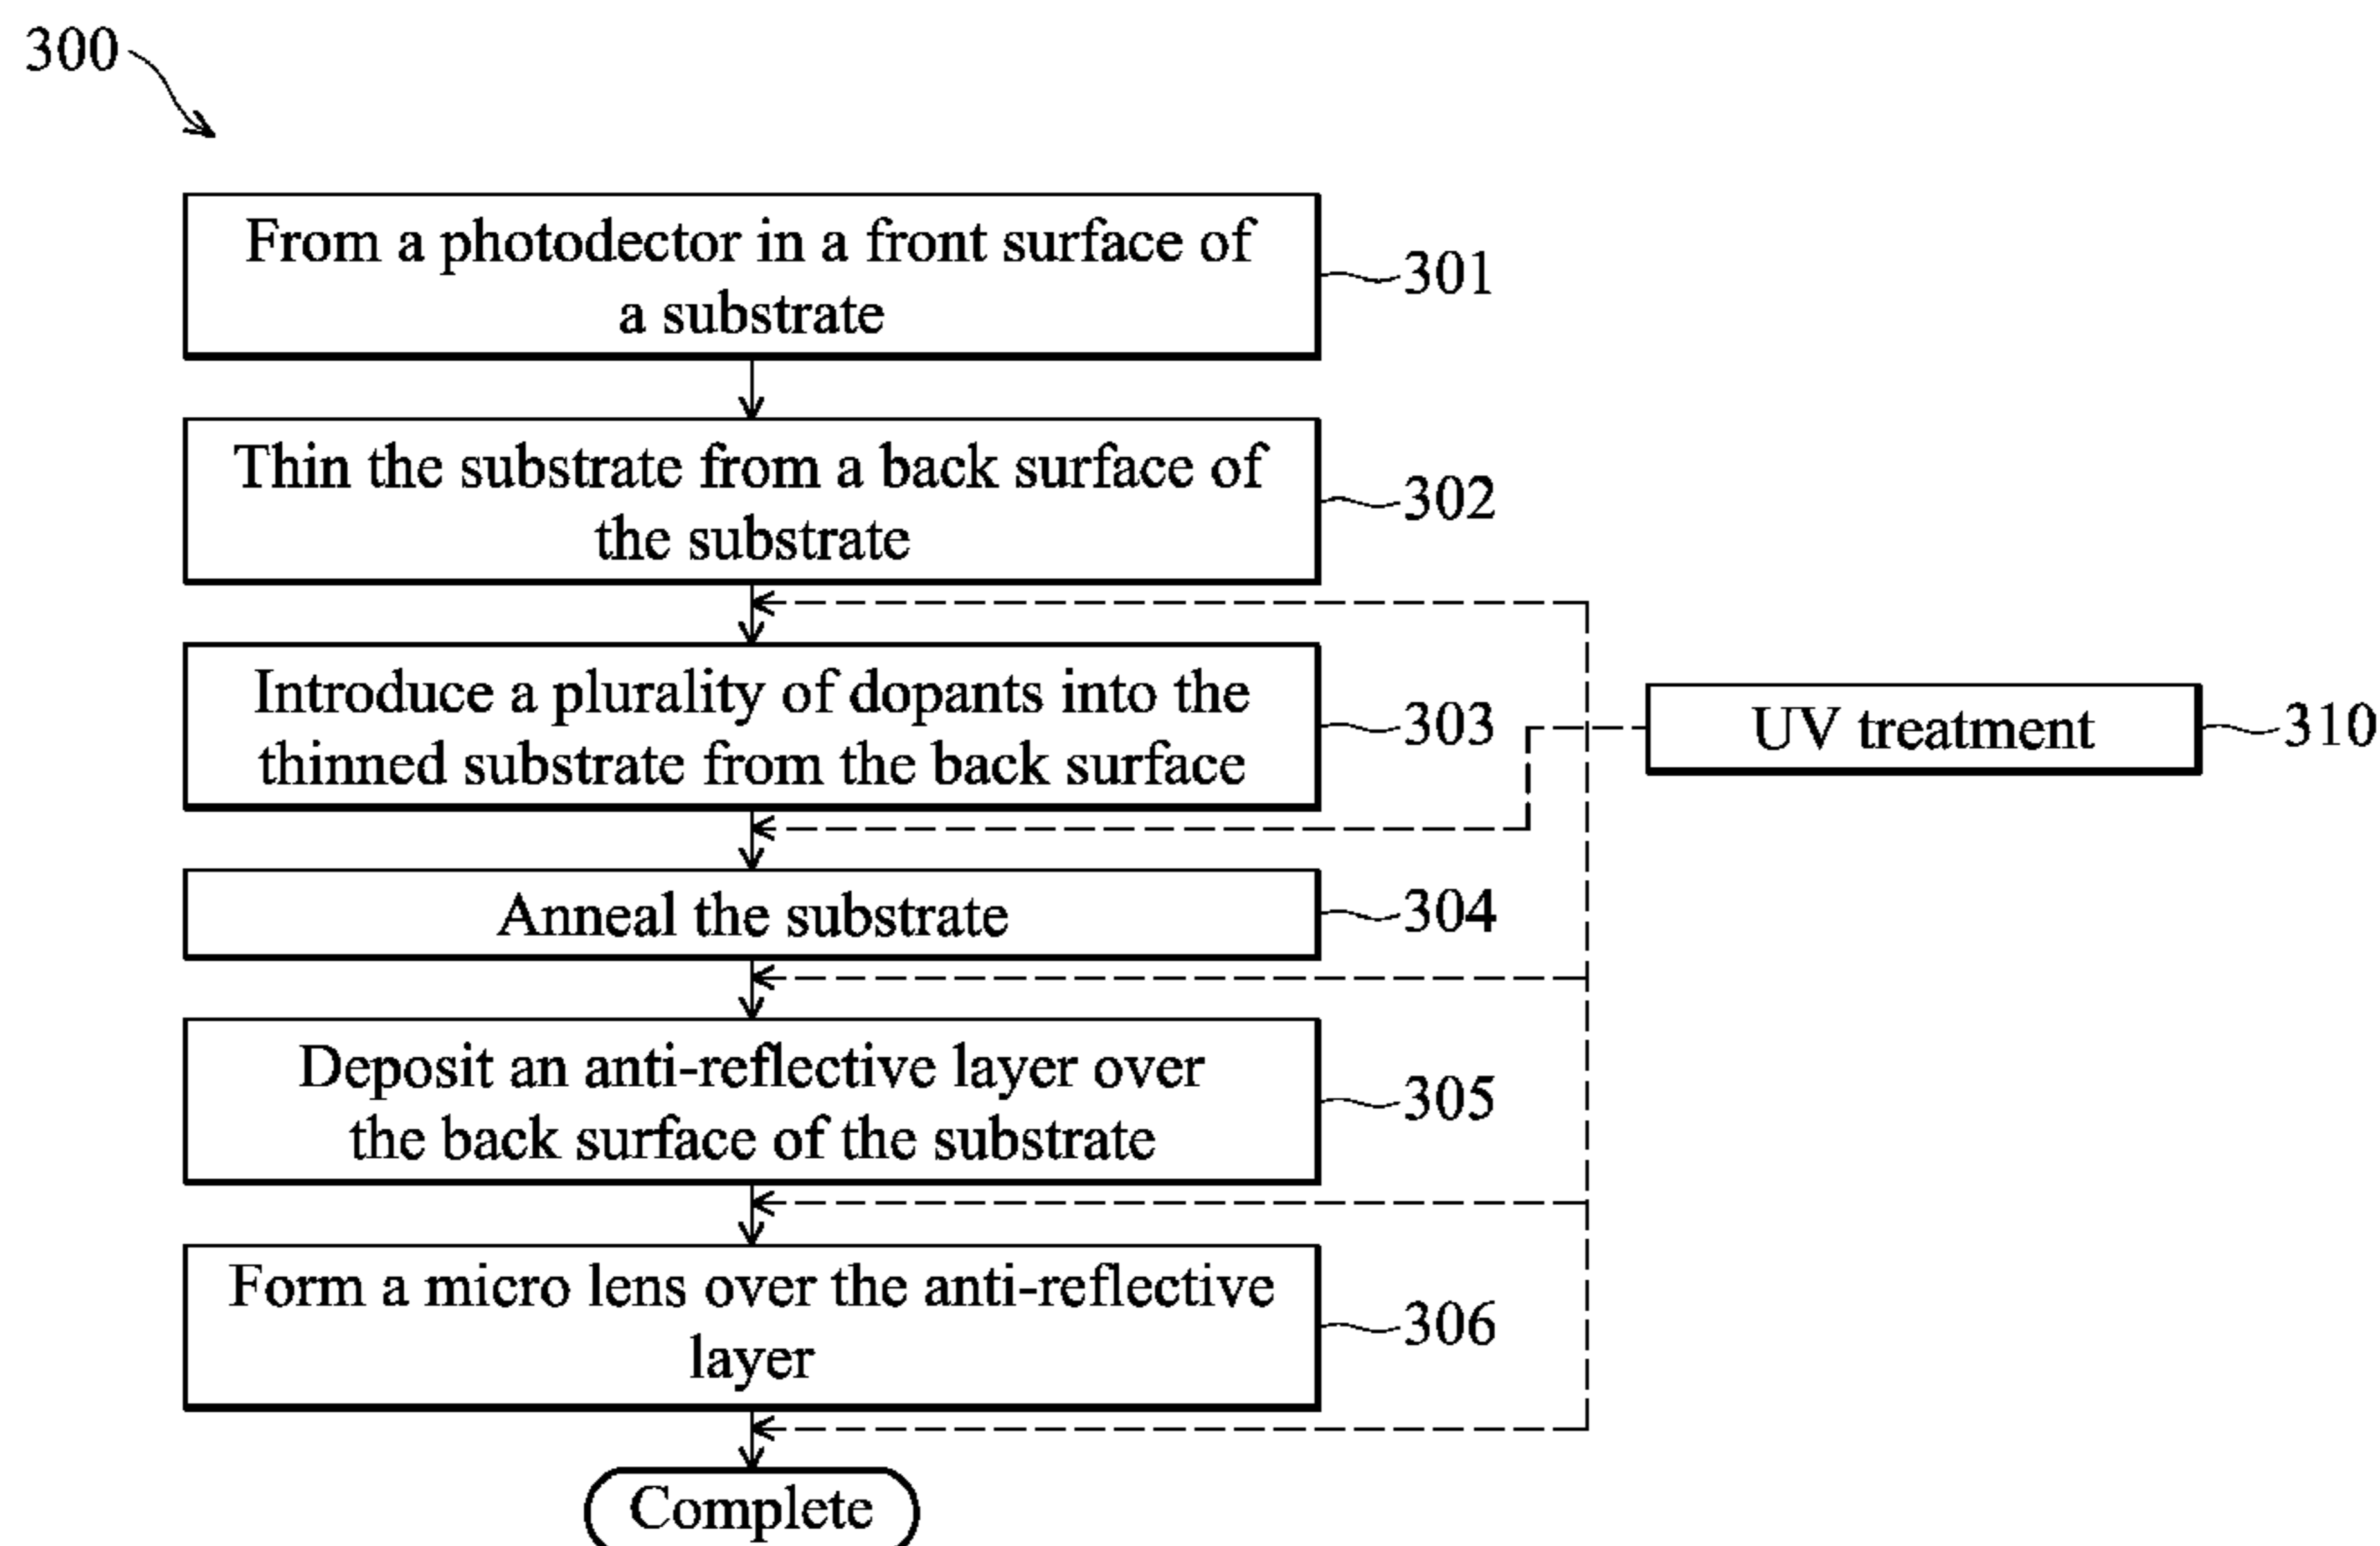 300
From a photodector in a front surface of
a substrate
301
Thin the substrate from a back surface of
the substrate
302
Introduce a plurality of dopants into the
thinned substrate from the back surface
303
UV treatment
310
Anneal the substrate
304
Deposit an anti-reflective layer over
the back surface of the substrate
305
Form a micro lens over the anti-reflective
layer
306
Complete